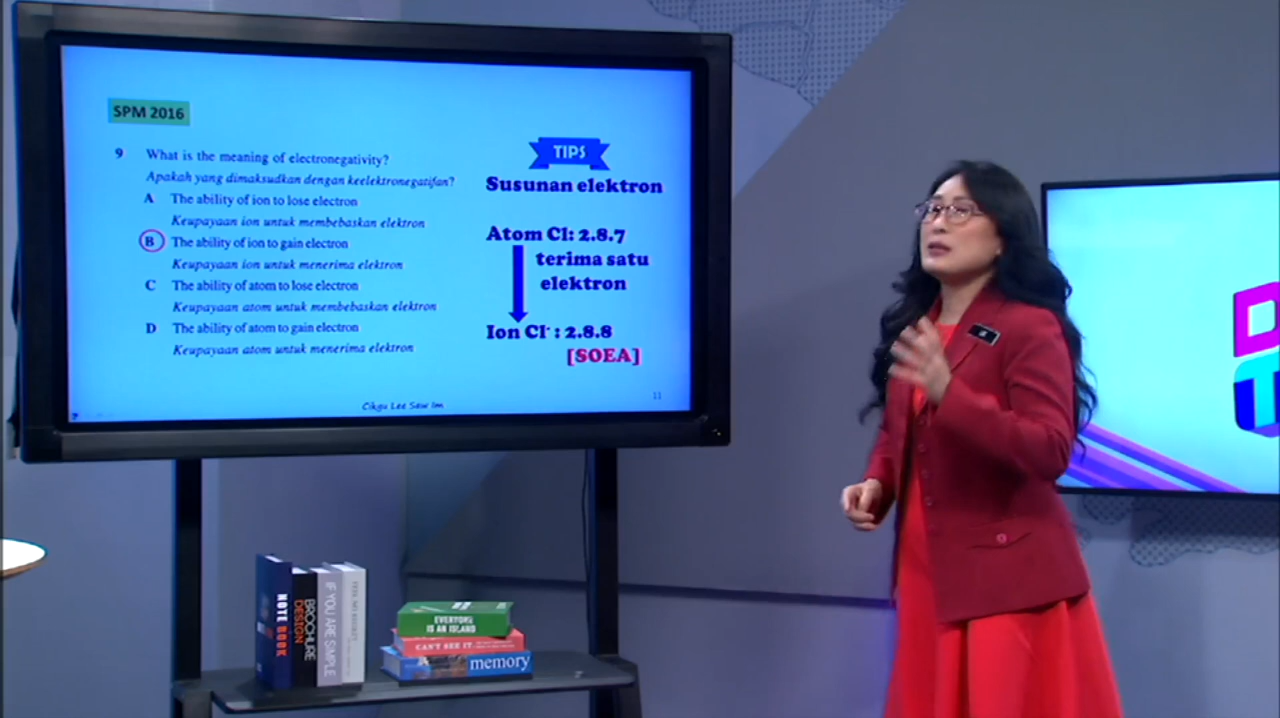 SPM 2016
9 What is the meaning of electronegativity?
Apakah yang dimaksudkan dengan keelektronegatifan?
A The ability of ion to lose electron
Keupayaan ion untuk membebaskan elektron
B The ability of ion to gain electron
Keupayaan ion untuk menerima elektron
C The ability of atom to lose electron
Keupayaan atom untuk membebaskan elektron
D The ability of atom to gain electron
Keupayaan atom untuk menerima elektron
TIPS
Susunan elektron
Atom Cl: 2.8.7
terima satu
elektron
Ion Cl⁻ : 2.8.8
[SOEA]
Cikgu Lee Saw Im
11
D
T
NOTE BOOK
BROCHURE
DESIGN
IF YOU ARE SIMPLE
EVERYONE
IS AN ISLAND
CAN'T SEE IT
memory